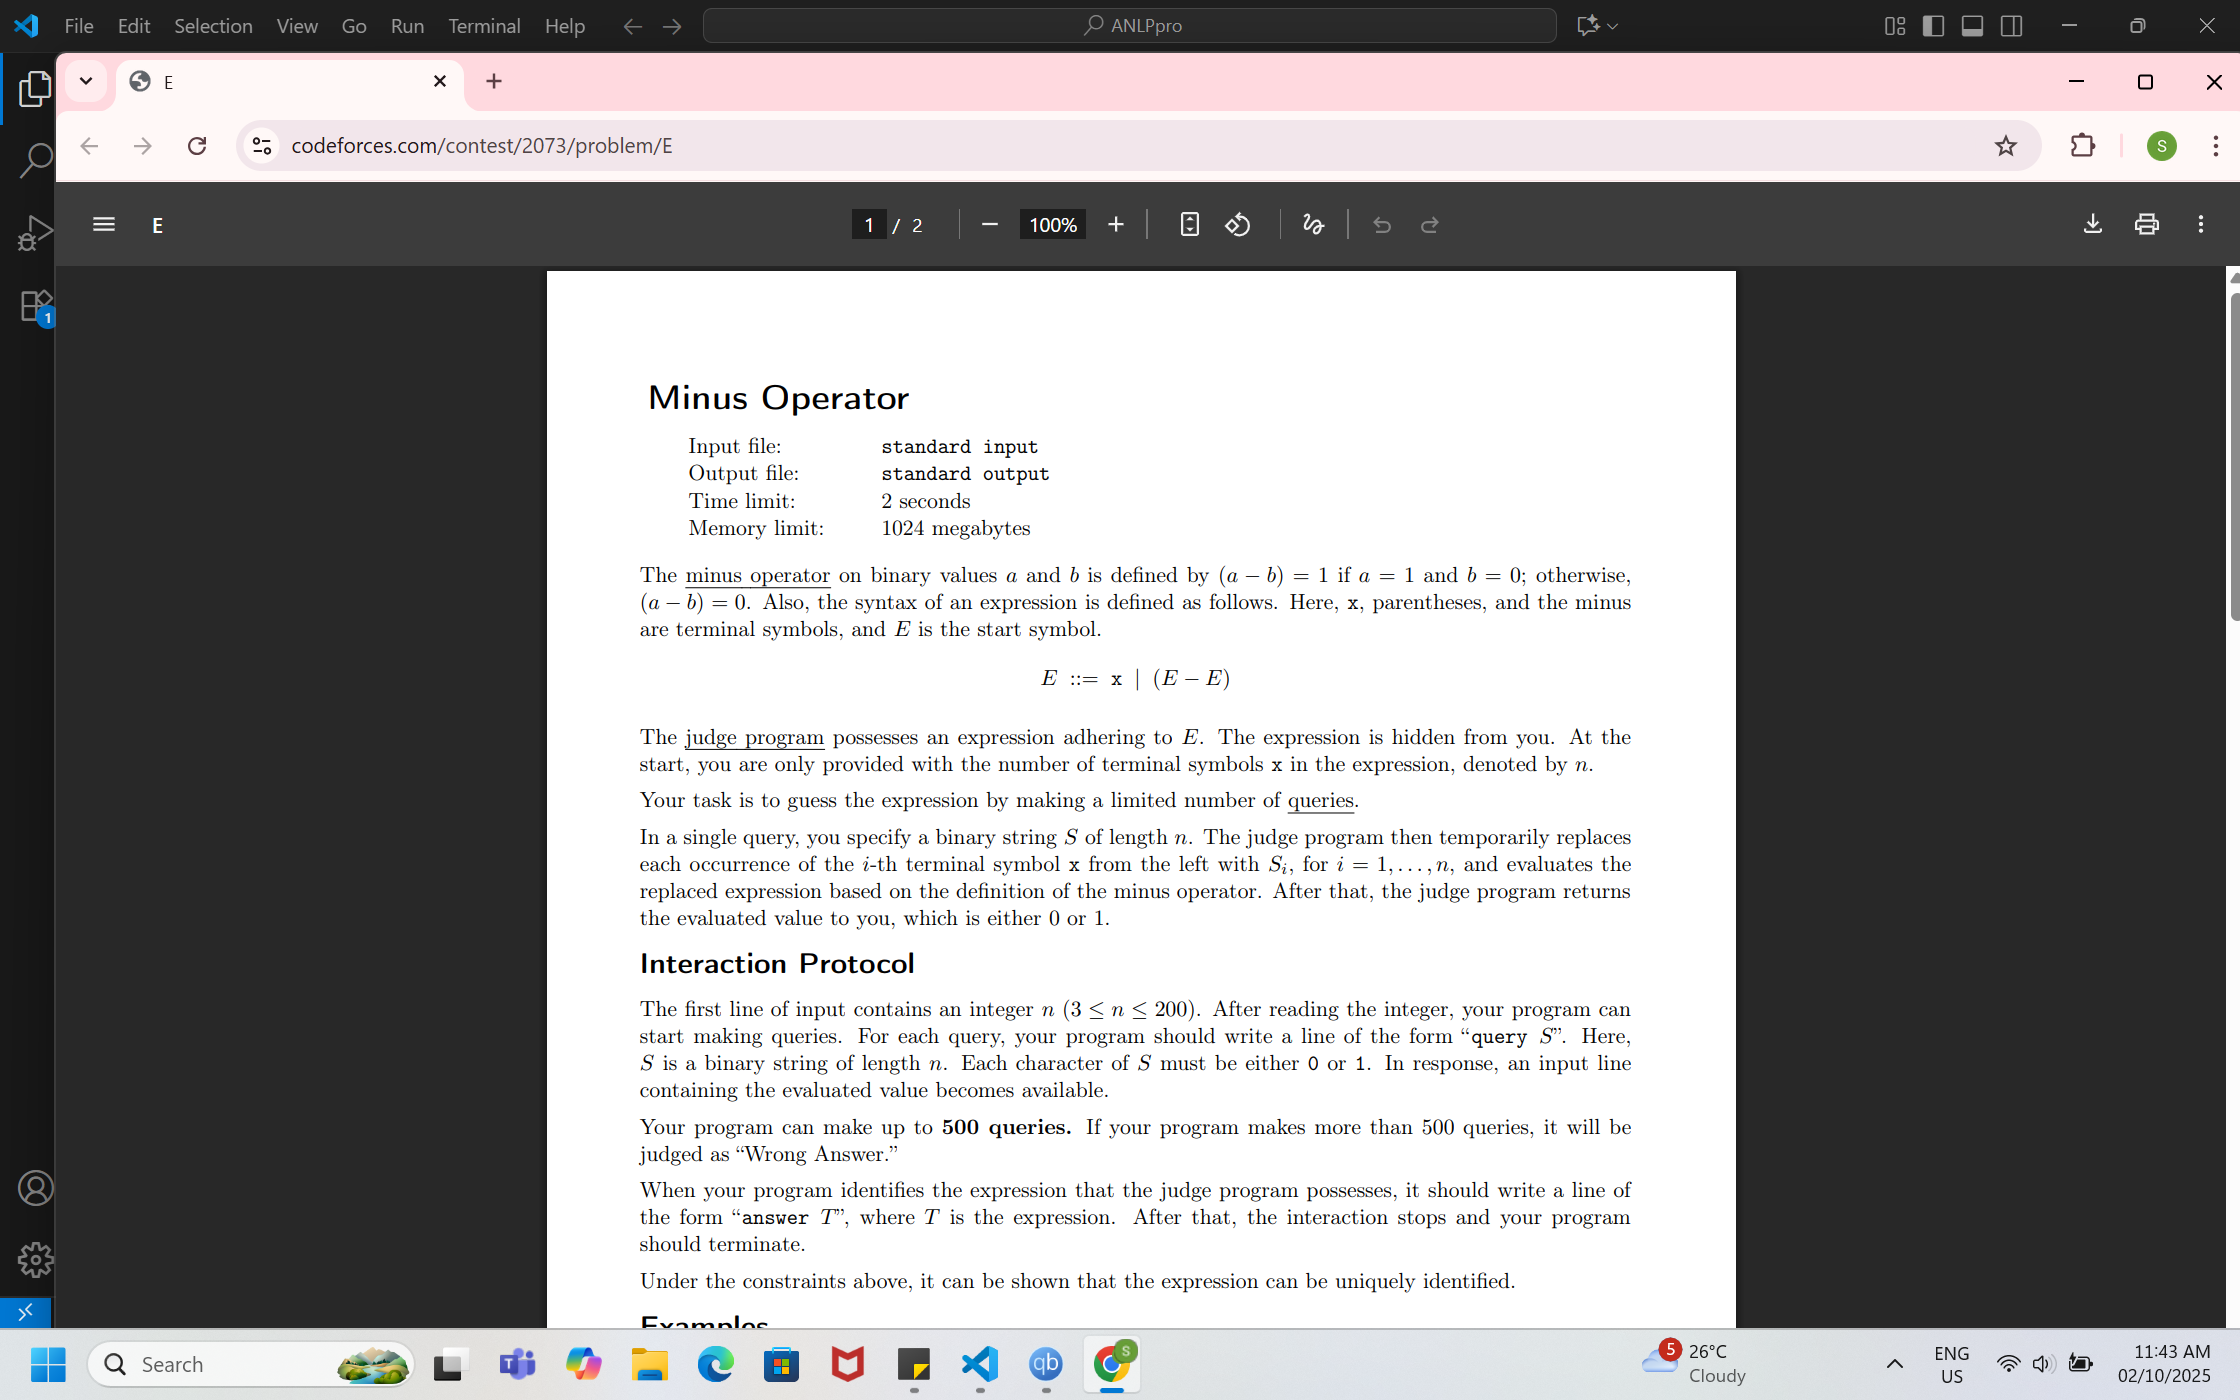 File Edit Selection View Go Run Terminal Help ANLPpro
1
E
codeforces.com/contest/2073/problem/E
S
E 1 / 2 100%
Minus Operator
Input file: standard input
Output file: standard output
Time limit: 2 seconds
Memory limit: 1024 megabytes
The minus operator on binary values a and b is defined by (a − b) = 1 if a = 1 and b = 0; otherwise,
(a − b) = 0. Also, the syntax of an expression is defined as follows. Here, x, parentheses, and the minus
are terminal symbols, and E is the start symbol.
E ::= x | (E − E)
The judge program possesses an expression adhering to E. The expression is hidden from you. At the
start, you are only provided with the number of terminal symbols x in the expression, denoted by n.
Your task is to guess the expression by making a limited number of queries.
In a single query, you specify a binary string S of length n. The judge program then temporarily replaces
each occurrence of the i-th terminal symbol x from the left with Si, for i = 1, . . . , n, and evaluates the
replaced expression based on the definition of the minus operator. After that, the judge program returns
the evaluated value to you, which is either 0 or 1.
Interaction Protocol
The first line of input contains an integer n (3 ≤ n ≤ 200). After reading the integer, your program can
start making queries. For each query, your program should write a line of the form “query S”. Here,
S is a binary string of length n. Each character of S must be either 0 or 1. In response, an input line
containing the evaluated value becomes available.
Your program can make up to 500 queries. If your program makes more than 500 queries, it will be
judged as “Wrong Answer.”
When your program identifies the expression that the judge program possesses, it should write a line of
the form “answer T”, where T is the expression. After that, the interaction stops and your program
should terminate.
Under the constraints above, it can be shown that the expression can be uniquely identified.
Examples
Search
T
qb
S
5
26°C
Cloudy
ENG
US
11:43 AM
02/10/2025